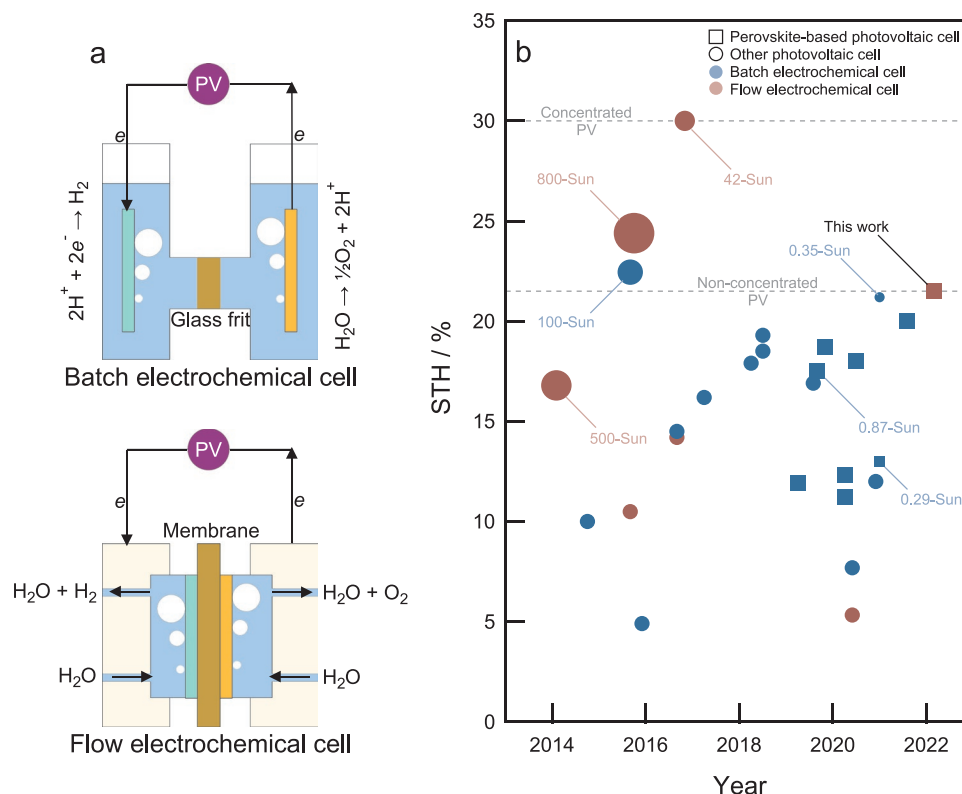 a
PV
e
e
2H⁺ + 2e⁻ → H₂
H₂O → ½O₂ + 2H⁺
Glass frit
Batch electrochemical cell
PV
e
e
Membrane
H₂O + H₂
H₂O + O₂
H₂O
H₂O
Flow electrochemical cell
b
Perovskite-based photovoltaic cell
Other photovoltaic cell
Batch electrochemical cell
Flow electrochemical cell
STH / %
35
30
25
20
15
10
5
0
Concentrated
PV
42-Sun
800-Sun
This work
0.35-Sun
Non-concentrated
PV
100-Sun
500-Sun
0.87-Sun
0.29-Sun
2014
2016
2018
2020
2022
Year